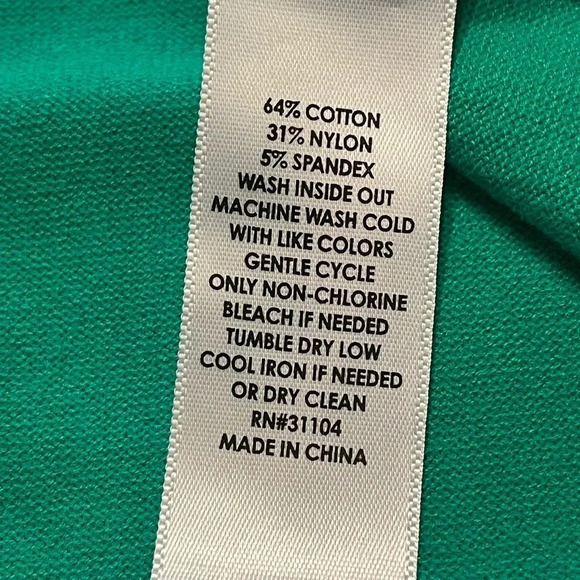 64% COTTON
31% NYLON
5% SPANDEX
WASH INSIDE OUT
MACHINE WASH COLD
WITH LIKE COLORS
GENTLE CYCLE
ONLY NON-CHLORINE
BLEACH IF NEEDED
TUMBLE DRY LOW
COOL IRON IF NEEDED
OR DRY CLEAN
RN#31104
MADE IN CHINA